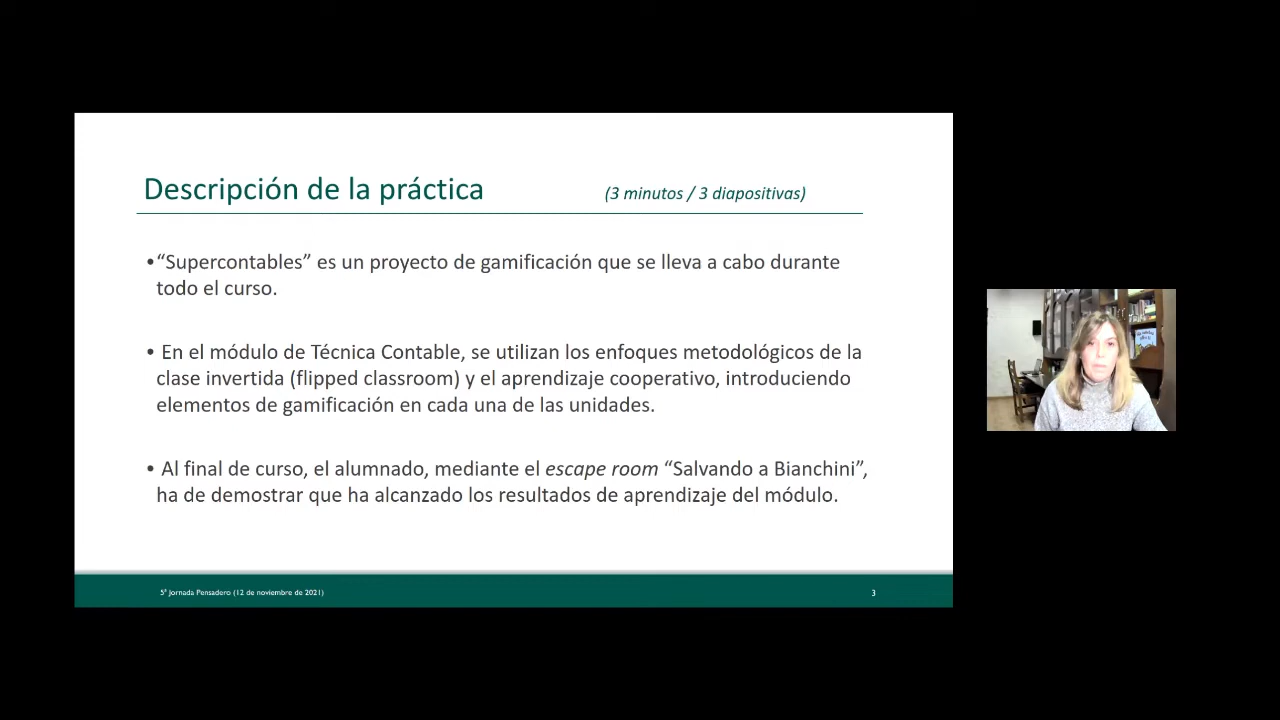 Descripción de la práctica (3 minutos / 3 diapositivas)
•“Supercontables” es un proyecto de gamificación que se lleva a cabo durante
todo el curso.
• En el módulo de Técnica Contable, se utilizan los enfoques metodológicos de la
clase invertida (flipped classroom) y el aprendizaje cooperativo, introduciendo
elementos de gamificación en cada una de las unidades.
• Al final de curso, el alumnado, mediante el escape room “Salvando a Bianchini”,
ha de demostrar que ha alcanzado los resultados de aprendizaje del módulo.
5ª Jornada Pensadero (12 de noviembre de 2021) 3